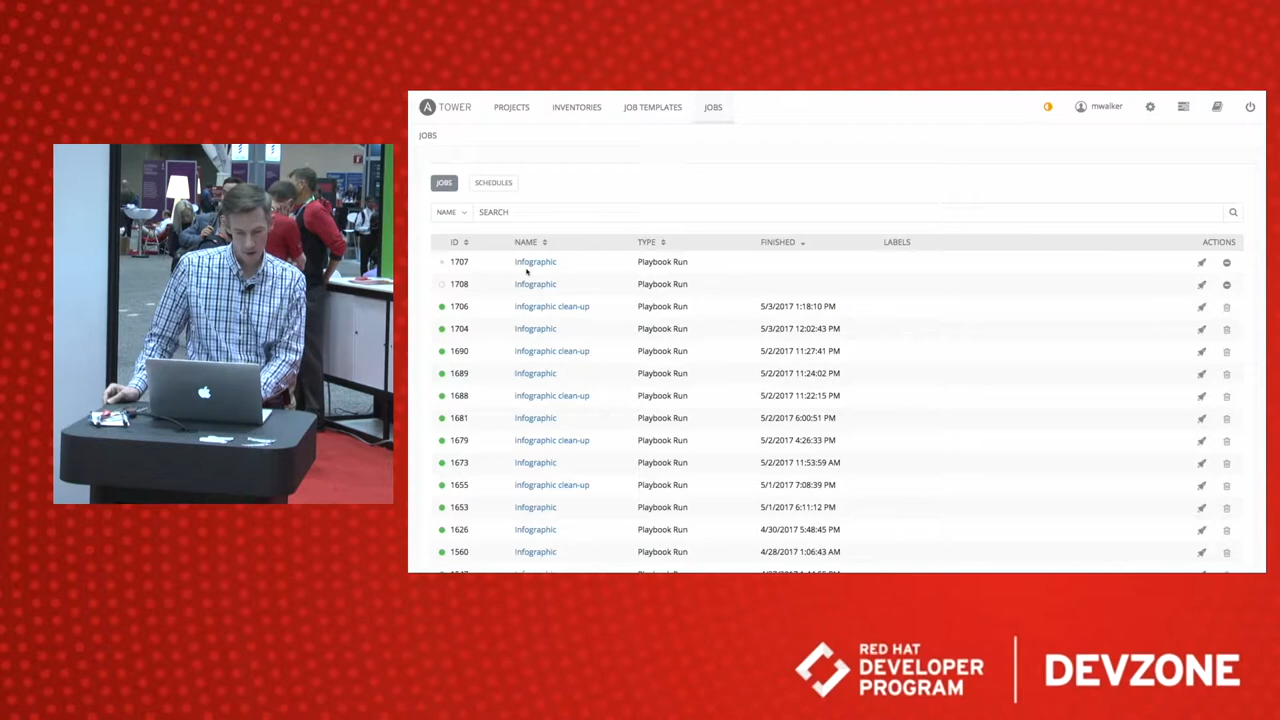 A TOWER PROJECTS INVENTORIES JOB TEMPLATES JOBS mwalker
JOBS
JOBS SCHEDULES
NAME SEARCH
ID NAME TYPE FINISHED LABELS ACTIONS
1707 Infographic Playbook Run
1708 Infographic Playbook Run
1706 infographic clean-up Playbook Run 5/3/2017 1:18:10 PM
1704 Infographic Playbook Run 5/3/2017 12:02:43 PM
1690 infographic clean-up Playbook Run 5/2/2017 11:27:41 PM
1689 Infographic Playbook Run 5/2/2017 11:24:02 PM
1688 infographic clean-up Playbook Run 5/2/2017 11:22:15 PM
1681 Infographic Playbook Run 5/2/2017 6:00:51 PM
1679 infographic clean-up Playbook Run 5/2/2017 4:26:33 PM
1673 Infographic Playbook Run 5/2/2017 11:53:59 AM
1655 infographic clean-up Playbook Run 5/1/2017 7:08:39 PM
1653 Infographic Playbook Run 5/1/2017 6:11:12 PM
1626 Infographic Playbook Run 4/30/2017 5:48:45 PM
1560 Infographic Playbook Run 4/28/2017 1:06:43 AM
RED HAT
DEVELOPER
PROGRAM
DEVZONE